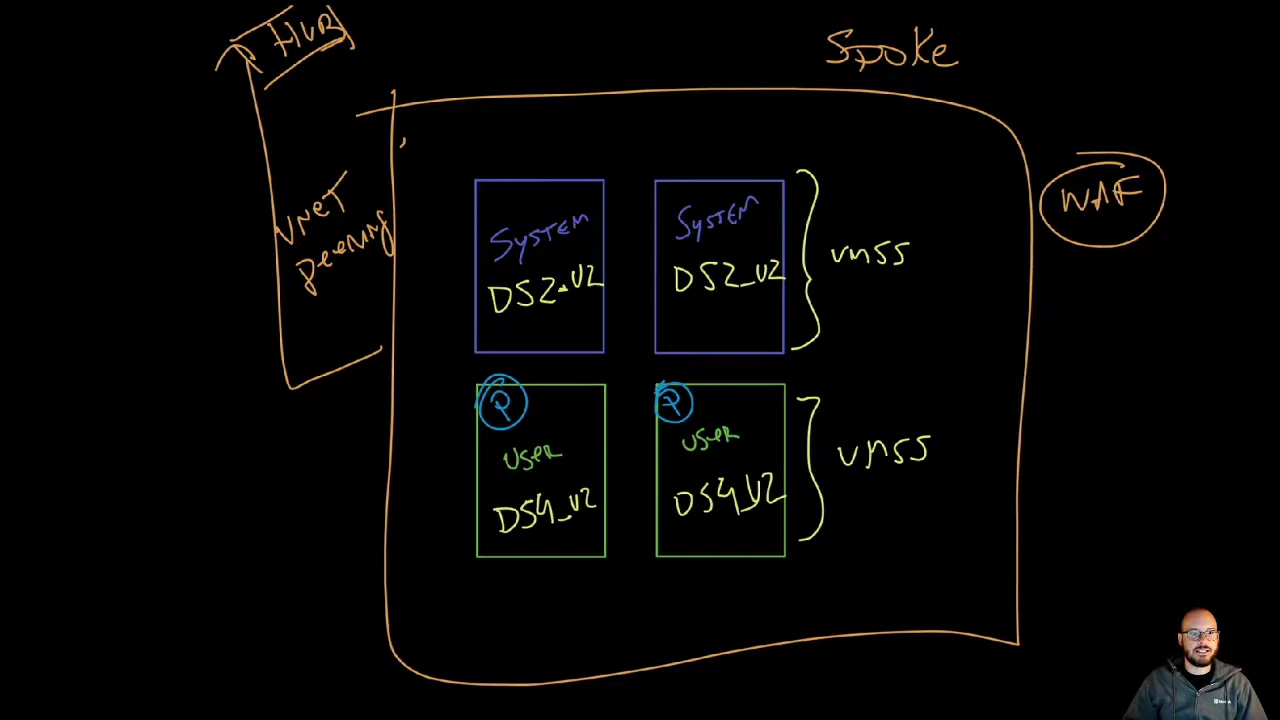 HUB
Spoke
VNET
peering
WAF
SYSTEM
DS2_V2
SYSTEM
DS2_V2
VMSS
P
USER
DS4_V2
P
USER
DS4_V2
VMSS